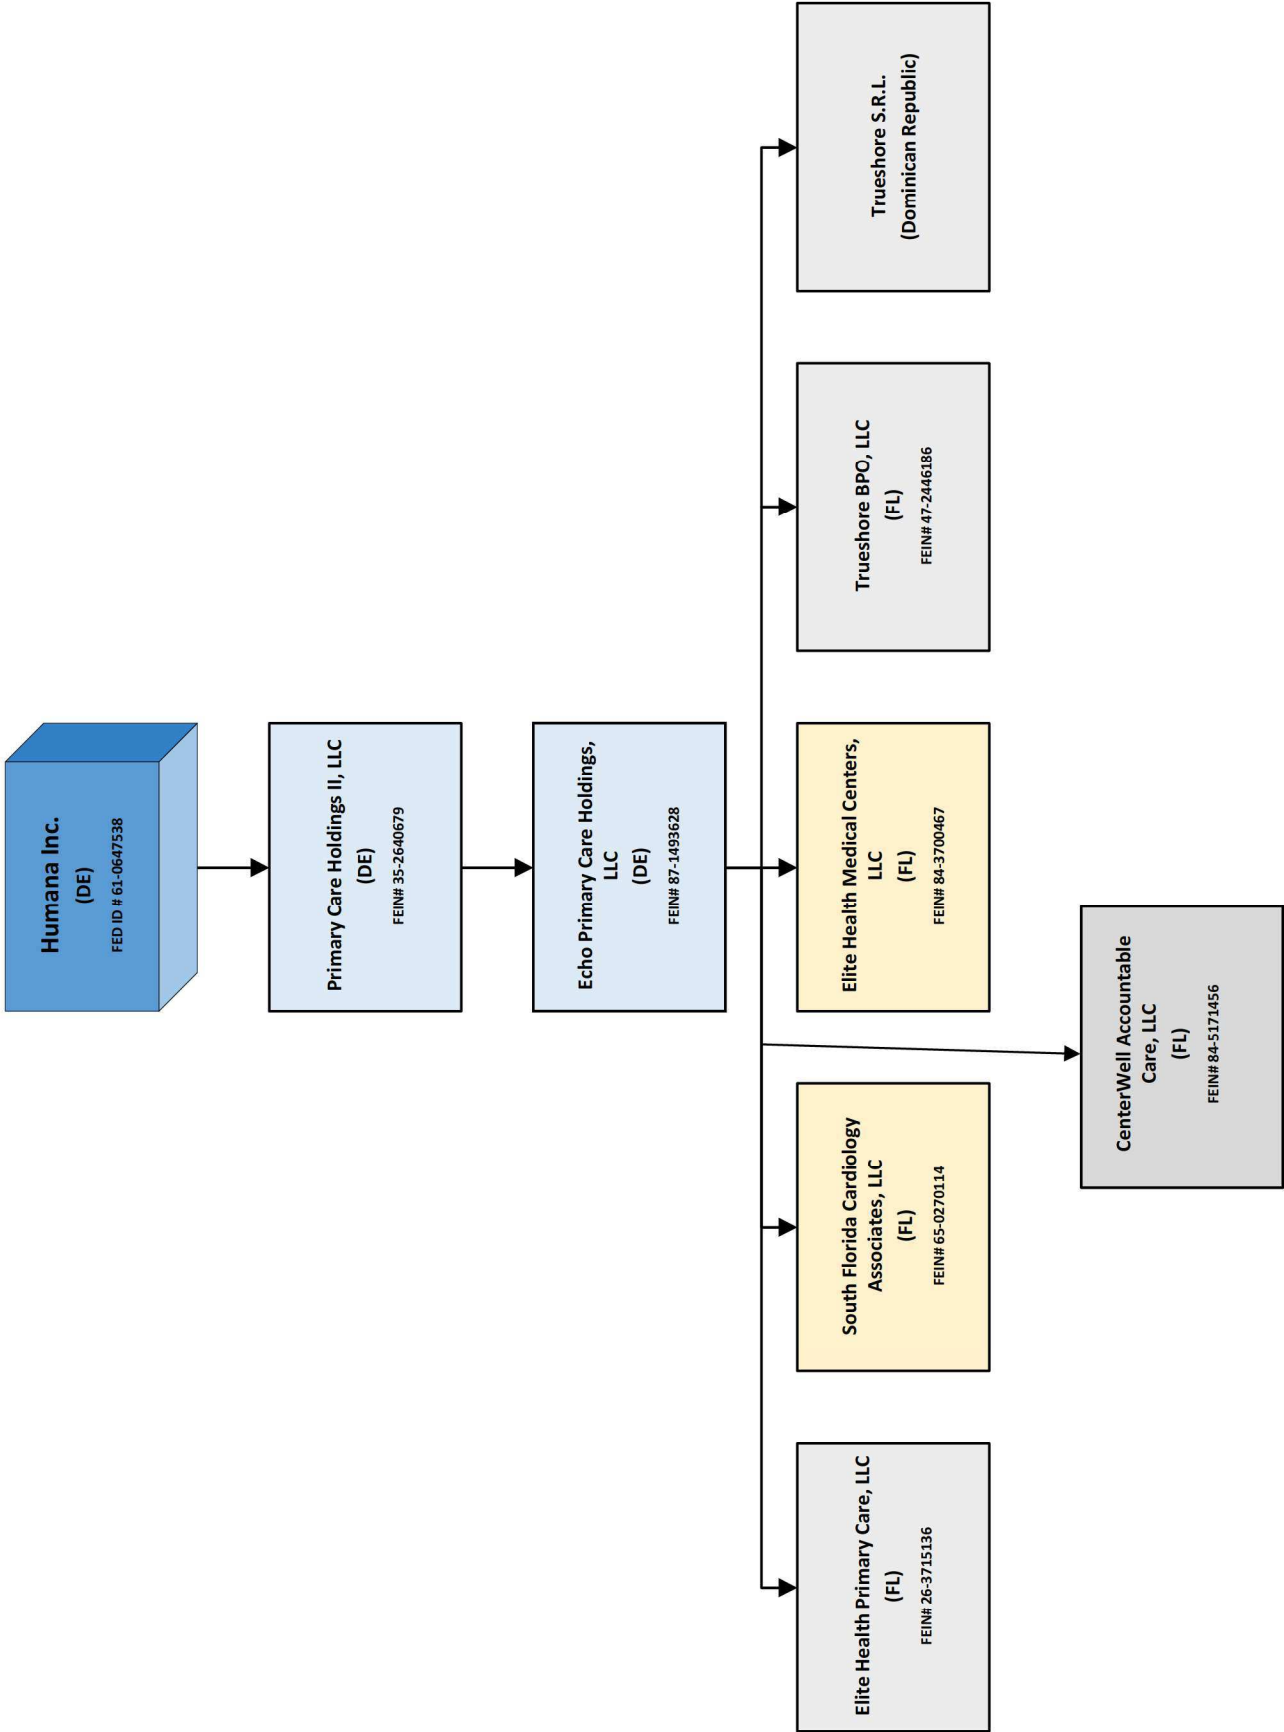 Humana Inc.
(DE)
FED ID # 61-0647538
Primary Care Holdings II, LLC
(DE)
FEIN# 35-2640679
Echo Primary Care Holdings,
LLC
(DE)
FEIN# 87-1493628
Elite Health Primary Care, LLC
(FL)
FEIN# 26-3715136
South Florida Cardiology
Associates, LLC
(FL)
FEIN# 65-0270114
Elite Health Medical Centers,
LLC
(FL)
FEIN# 84-3700467
Trueshore BPO, LLC
(FL)
FEIN# 47-2446186
Trueshore S.R.L.
(Dominican Republic)
CenterWell Accountable
Care, LLC
(FL)
FEIN# 84-5171456